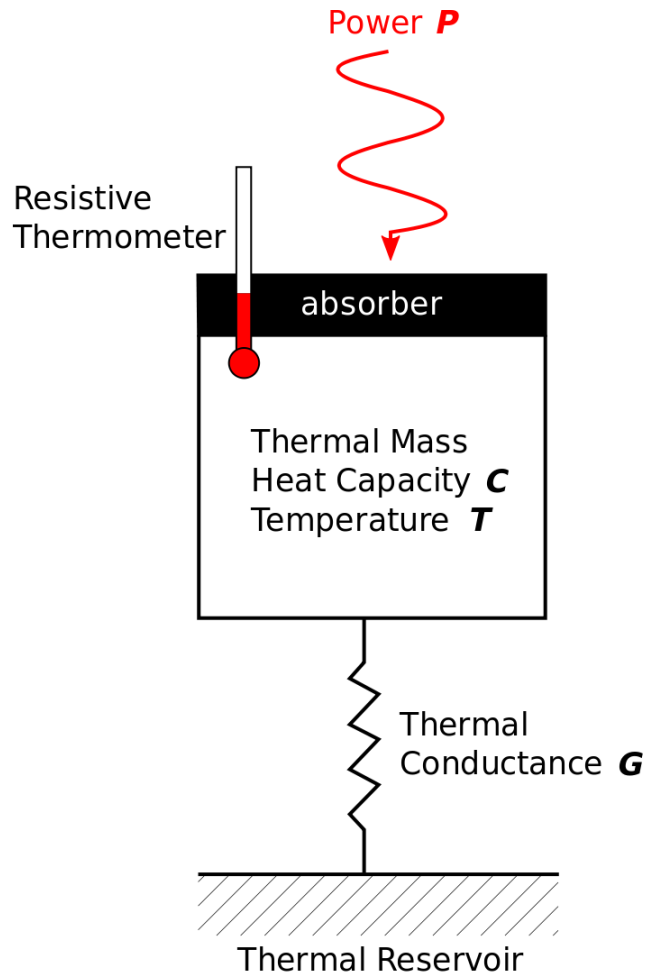 Power P
Resistive
Thermometer
absorber
Thermal Mass
Heat Capacity C
Temperature T
Thermal
Conductance G
Thermal Reservoir